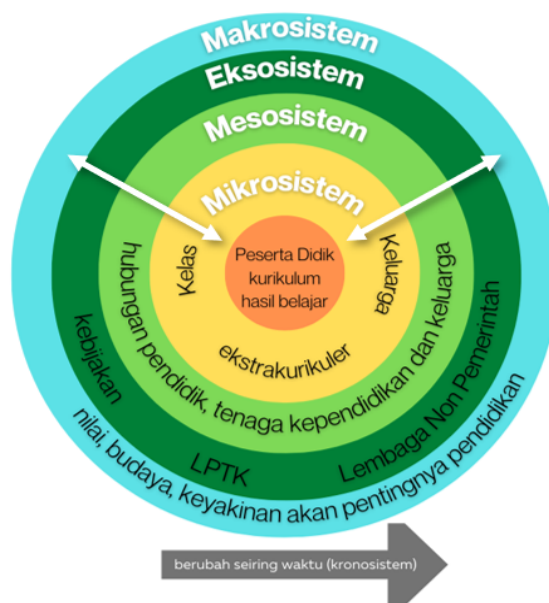 Makrosistem
Eksosistem
Mesosistem
Mikrosistem
Peserta Didik
kurikulum
hasil belajar
Kelas
Keluarga
ekstrakurikuler
hubungan pendidik, tenaga kependidikan dan keluarga
kebijakan
LPTK
Lembaga Non Pemerintah
nilai, budaya, keyakinan akan pentingnya pendidikan
berubah seiring waktu (kronosistem)